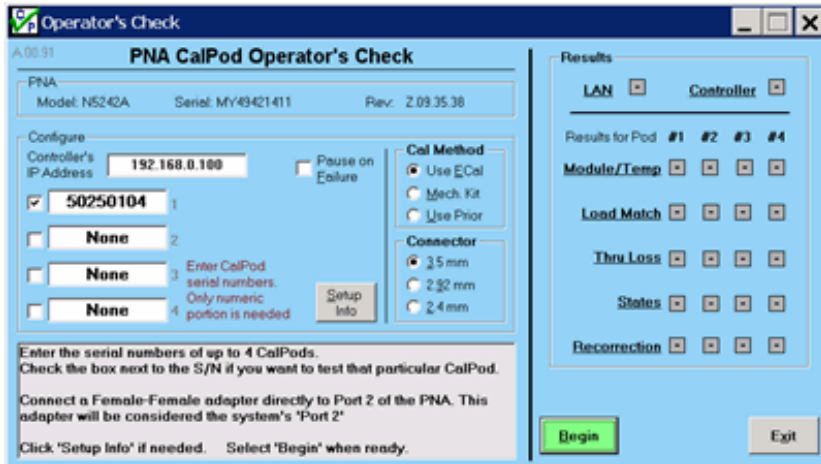 Operator's Check
A.00.91
PNA CalPod Operator's Check
PNA
Model: N5242A Serial: MY49421411 Rev: Z.09.35.38
Configure
Controller's
IP Address
192.168.0.100
Pause on
Failure
50250104 1
None 2
None 3
None 4
Enter CalPod
serial numbers.
Only numeric
portion is needed
Setup
Info
Cal Method
Use ECal
Mech. Kit
Use Prior
Connector
3.5 mm
2.92 mm
2.4 mm
Enter the serial numbers of up to 4 CalPods.
Check the box next to the S/N if you want to test that particular CalPod.
Connect a Female-Female adapter directly to Port 2 of the PNA. This
adapter will be considered the system's 'Port 2'
Click 'Setup Info' if needed. Select 'Begin' when ready.
Results
LAN Controller
Results for Pod #1 #2 #3 #4
Module/Temp
Load Match
Thru Loss
States
Recorrection
Begin
Exit